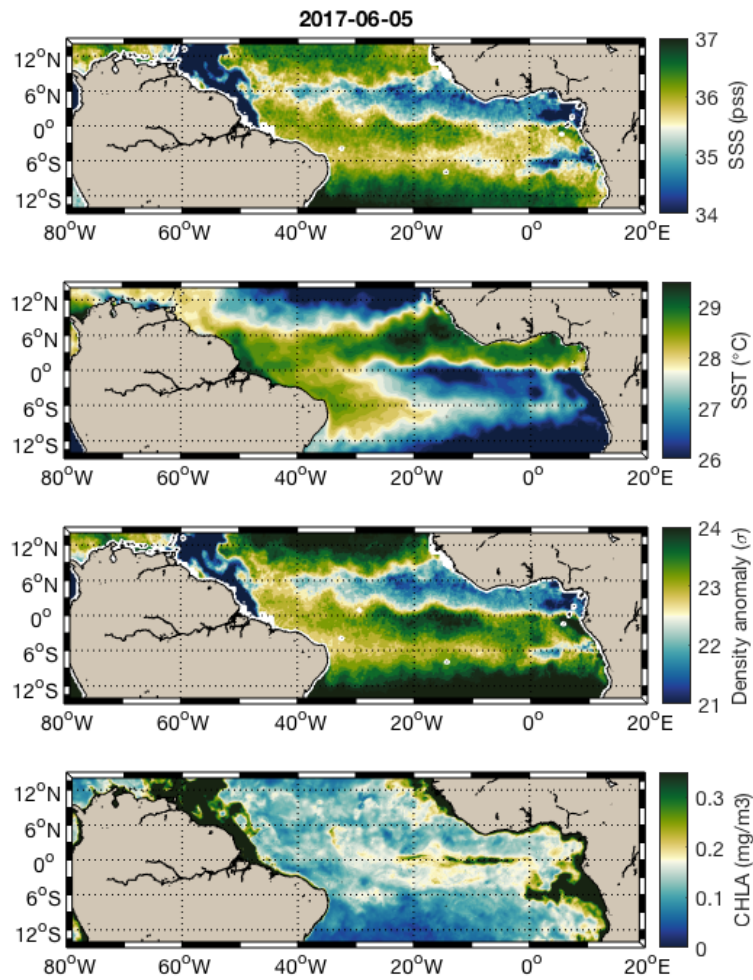 2017-06-05
12°N
6°N
0°
6°S
12°S
80°W 60°W 40°W 20°W 0° 20°E
37
36
35
34
SSS (pss)
12°N
6°N
0°
6°S
12°S
80°W 60°W 40°W 20°W 0° 20°E
29
28
27
26
SST (°C)
12°N
6°N
0°
6°S
12°S
80°W 60°W 40°W 20°W 0° 20°E
24
23
22
21
Density anomaly (σ)
12°N
6°N
0°
6°S
12°S
80°W 60°W 40°W 20°W 0° 20°E
0.3
0.2
0.1
0
CHLA (mg/m3)